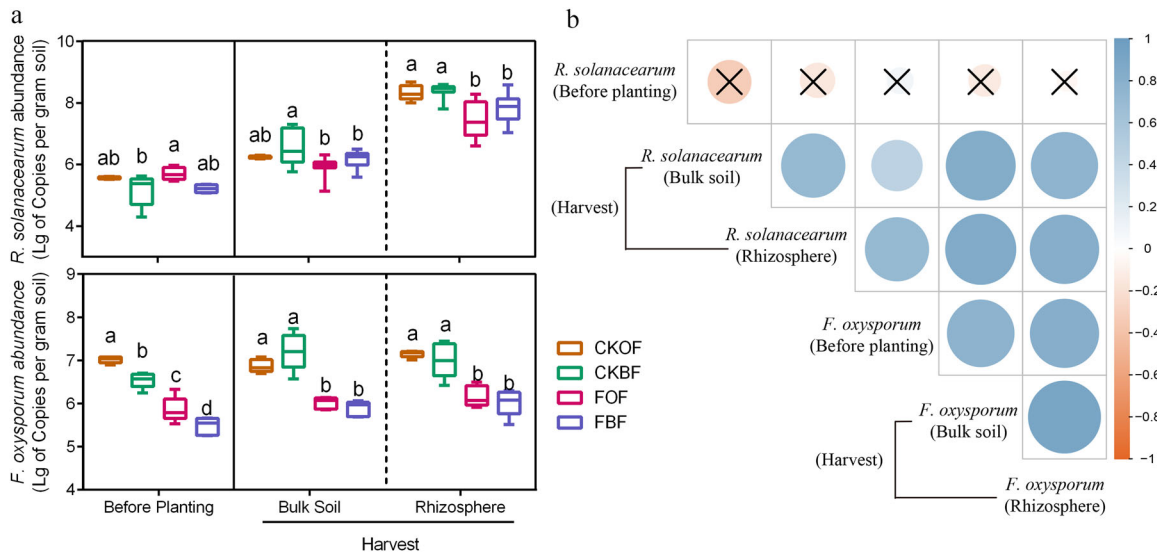 a
R. solanacearum abundance
(Lg of Copies per gram soil)
10
8
6
4
ab
b
a
ab
ab
a
b
b
a
a
b
b
F. oxysporum abundance
(Lg of Copies per gram soil)
9
8
7
6
5
4
a
b
c
d
a
a
b
b
a
a
b
b
Before Planting
Bulk Soil
Rhizosphere
Harvest
CKOF
CKBF
FOF
FBF
b
R. solanacearum
(Before planting)
R. solanacearum
(Bulk soil)
(Harvest)
R. solanacearum
(Rhizosphere)
F. oxysporum
(Before planting)
F. oxysporum
(Bulk soil)
(Harvest)
F. oxysporum
(Rhizosphere)
1
0.8
0.6
0.4
0.2
0
−0.2
−0.4
−0.6
−0.8
−1